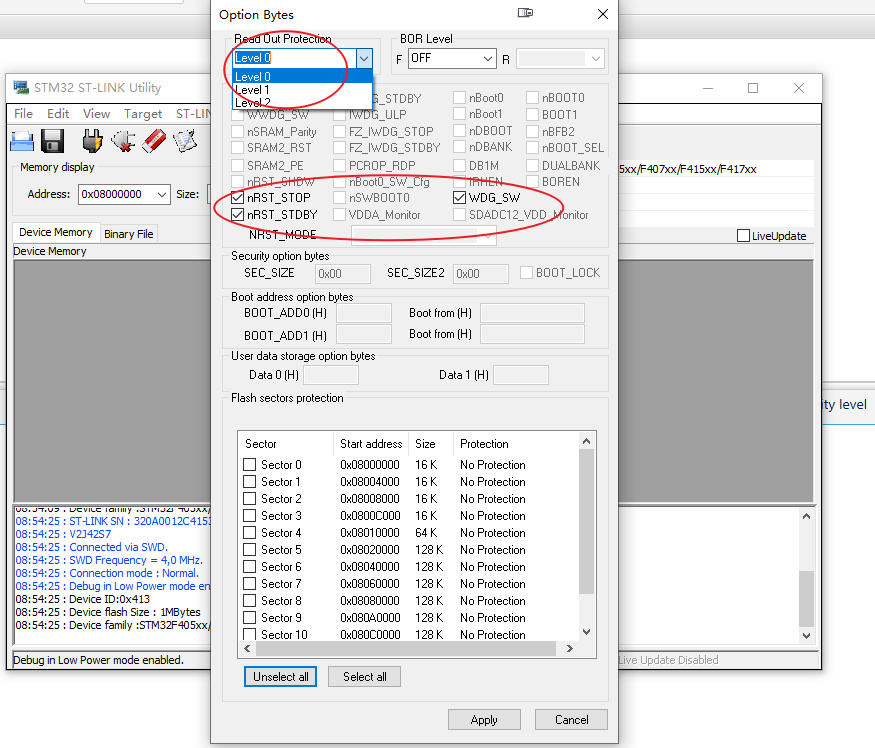 Option Bytes
Read Out Protection
Level 0
Level 0
Level 1
Level 2
BOR Level
F OFF R
IWDG_STDBY nBoot0 nBOOT0
WWDG_SW IWDG_ULP nBoot1 BOOT1
nSRAM_Parity FZ_IWDG_STOP nDBOOT nBFB2
SRAM2_RST FZ_IWDG_STDBY nDBANK nBOOT_SEL
SRAM2_PE PCROP_RDP DB1M DUALBANK
nRST_SHDW nBoot0_SW_Cfg IRHEN BOREN
nRST_STOP nSWBOOT0 WDG_SW
nRST_STDBY VDDA_Monitor SDADC12_VDD_Monitor
NRST_MODE
Security option bytes
SEC_SIZE 0x00 SEC_SIZE2 0x00 BOOT_LOCK
Boot address option bytes
BOOT_ADD0 (H) Boot from (H)
BOOT_ADD1 (H) Boot from (H)
User data storage option bytes
Data 0 (H) Data 1 (H)
Flash sectors protection
Sector Start address Size Protection
Sector 0 0x08000000 16 K No Protection
Sector 1 0x08004000 16 K No Protection
Sector 2 0x08008000 16 K No Protection
Sector 3 0x0800C000 16 K No Protection
Sector 4 0x08010000 64 K No Protection
Sector 5 0x08020000 128 K No Protection
Sector 6 0x08040000 128 K No Protection
Sector 7 0x08060000 128 K No Protection
Sector 8 0x08080000 128 K No Protection
Sector 9 0x080A0000 128 K No Protection
Sector 10 0x080C0000 128 K No Protection
Unselect all Select all
Apply Cancel
STM32 ST-LINK Utility
File Edit View Target ST-LIN
Memory display
Address: 0x08000000 Size:
5xx/F407xx/F415xx/F417xx
Device Memory Binary File
LiveUpdate
Device Memory
ity level
08:54:09 : Device family :STM32F405xx/
08:54:25 : ST-LINK SN : 320A0012C4153
08:54:25 : V2J42S7
08:54:25 : Connected via SWD.
08:54:25 : SWD Frequency = 4,0 MHz.
08:54:25 : Connection mode : Normal.
08:54:25 : Debug in Low Power mode en
08:54:25 : Device ID:0x413
08:54:25 : Device flash Size : 1MBytes
08:54:25 : Device family :STM32F405xx/
Debug in Low Power mode enabled.
Live Update Disabled